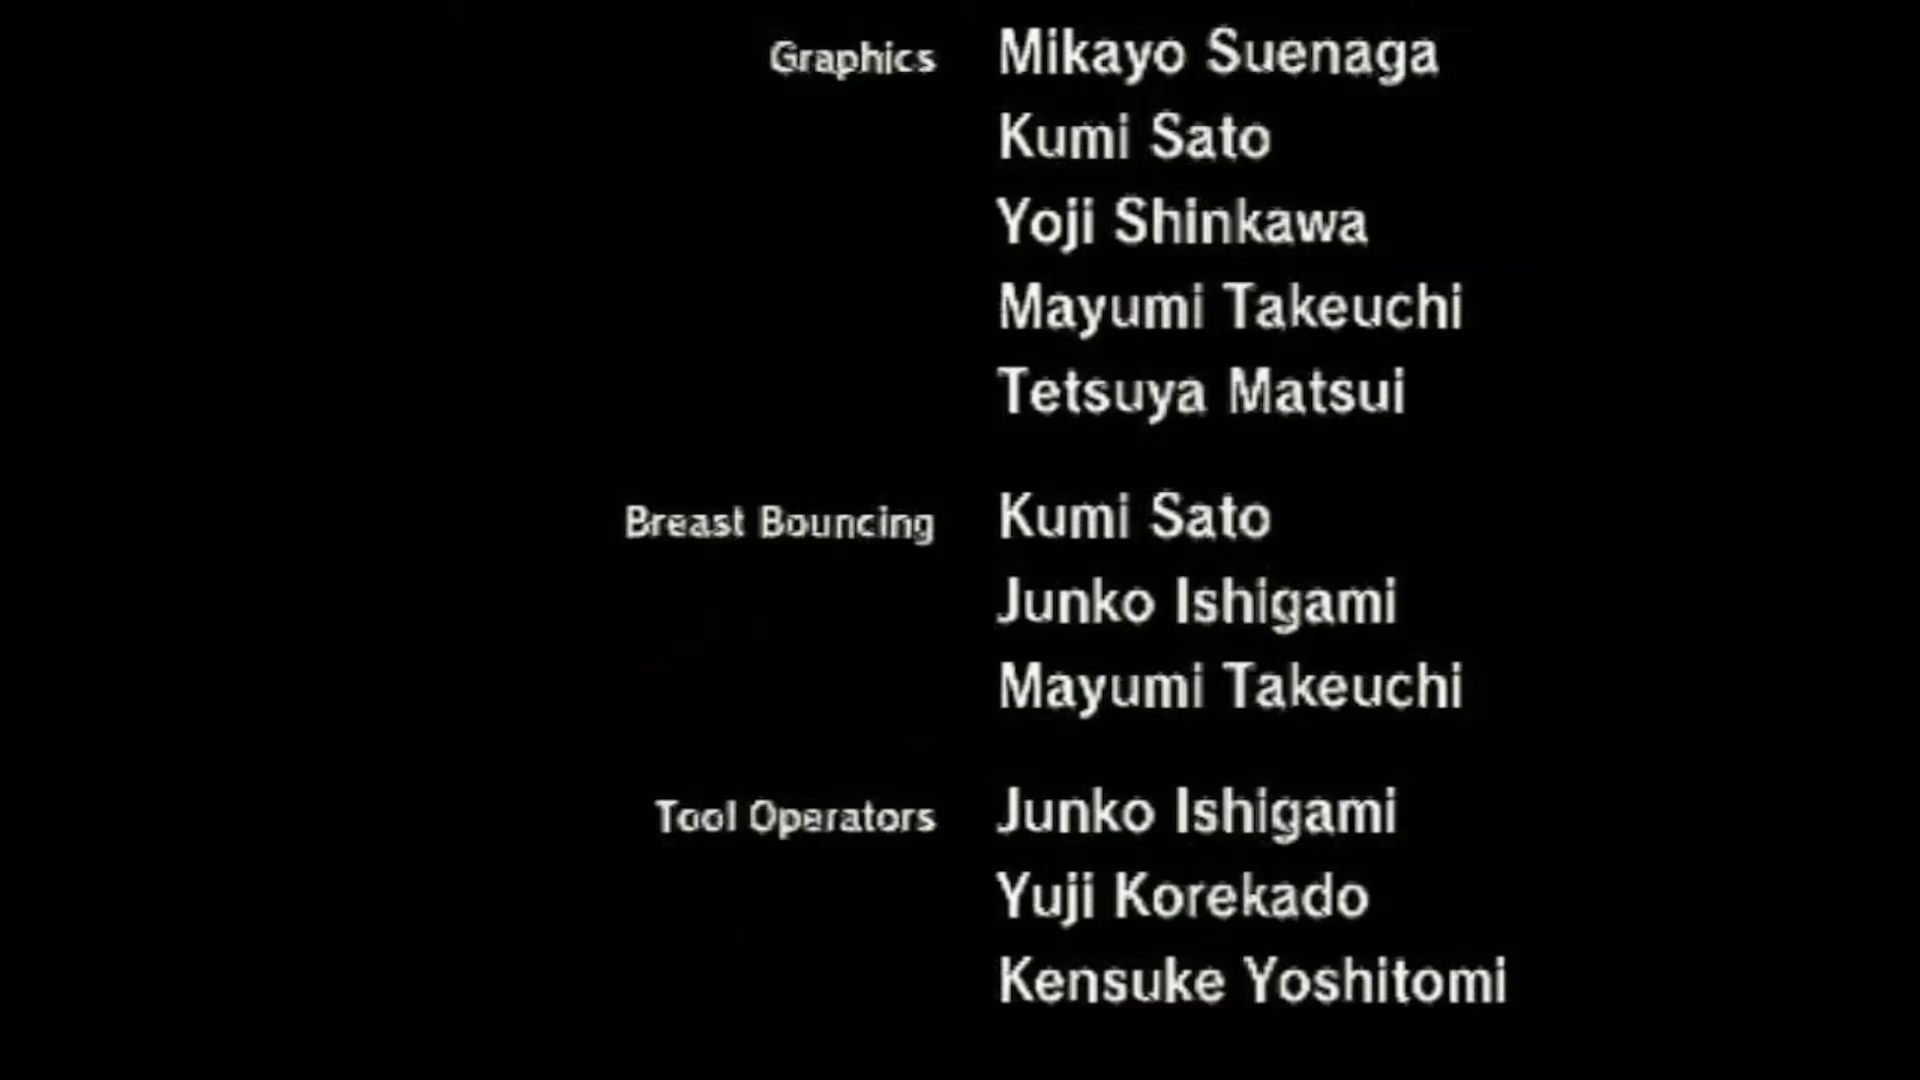 Graphics Mikayo Suenaga
Kumi Sato
Yoji Shinkawa
Mayumi Takeuchi
Tetsuya Matsui
Breast Bouncing Kumi Sato
Junko Ishigami
Mayumi Takeuchi
Tool Operators Junko Ishigami
Yuji Korekado
Kensuke Yoshitomi